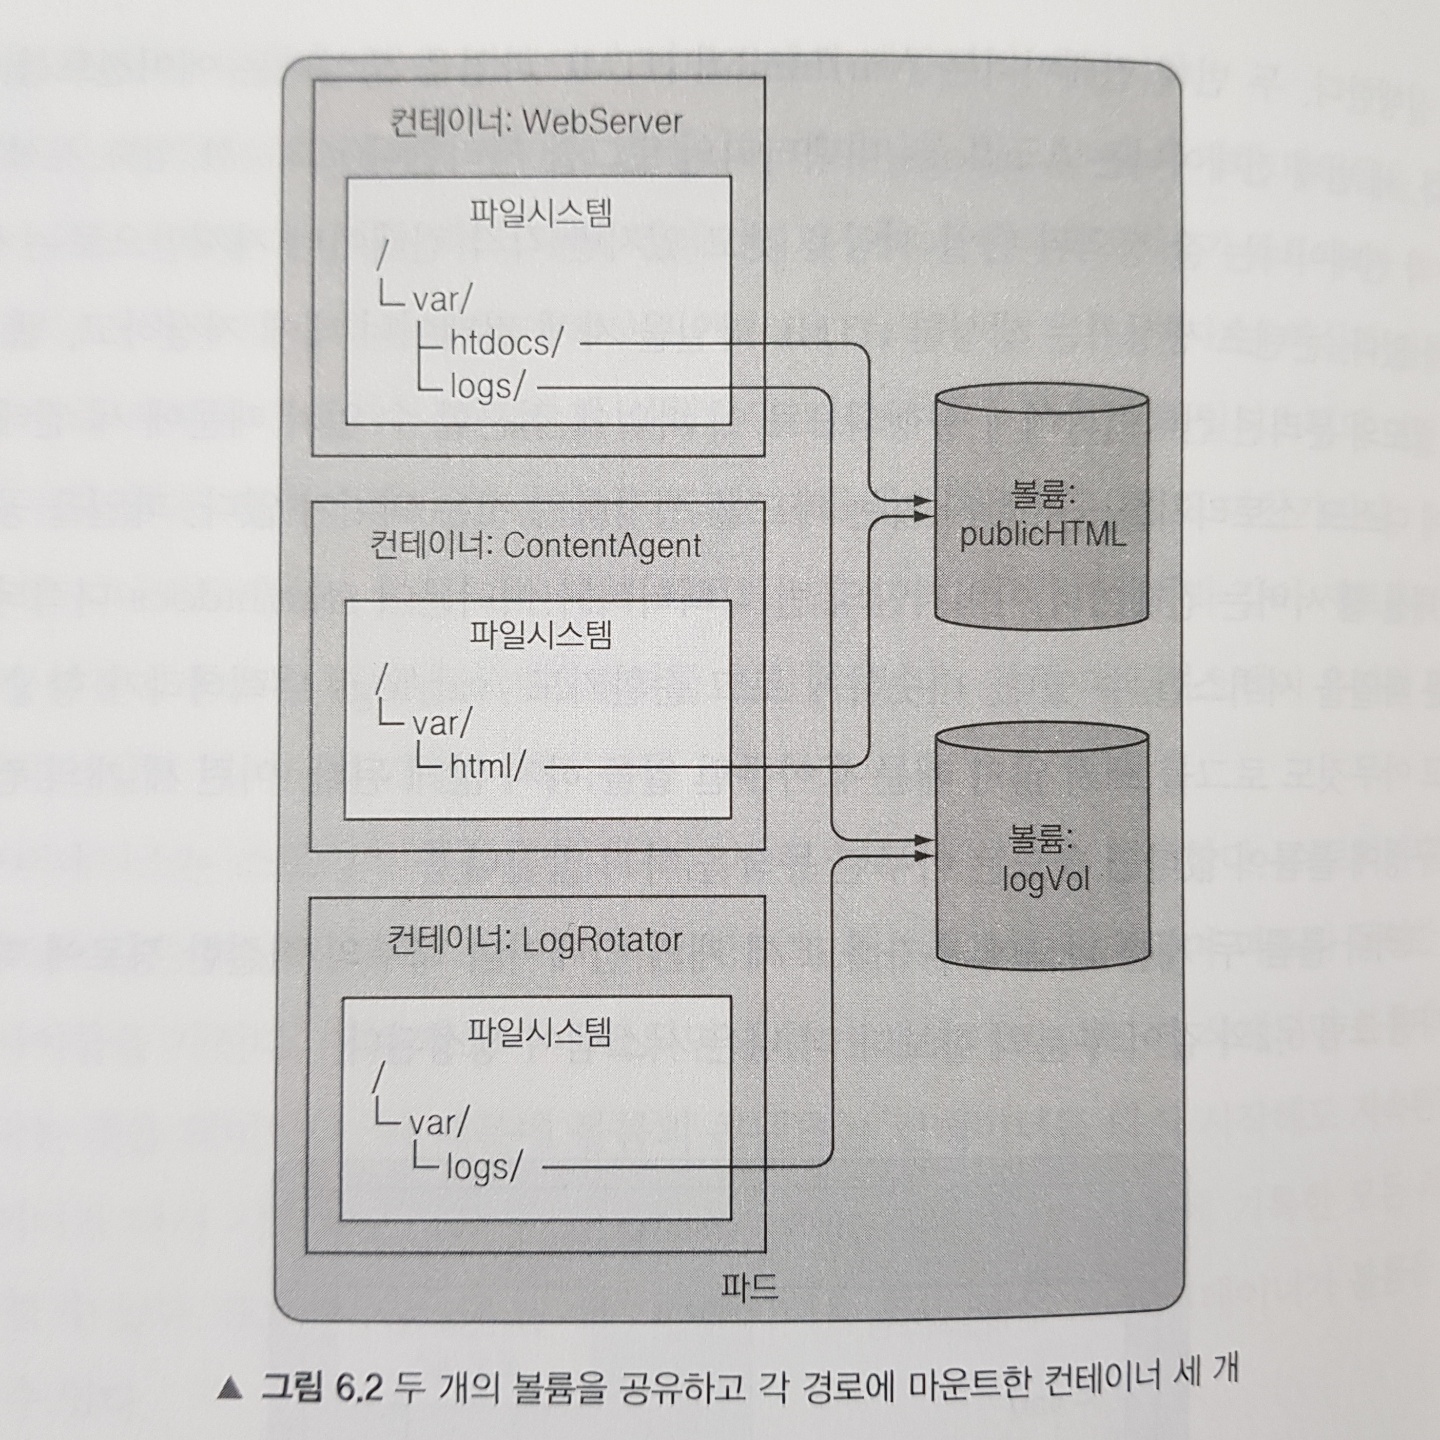 컨테이너: WebServer
파일시스템
/
var/
htdocs/
logs/
컨테이너: ContentAgent
파일시스템
/
var/
html/
컨테이너: LogRotator
파일시스템
/
var/
logs/
볼륨:
publicHTML
볼륨:
logVol
파드
▲ 그림 6.2 두 개의 볼륨을 공유하고 각 경로에 마운트한 컨테이너 세 개